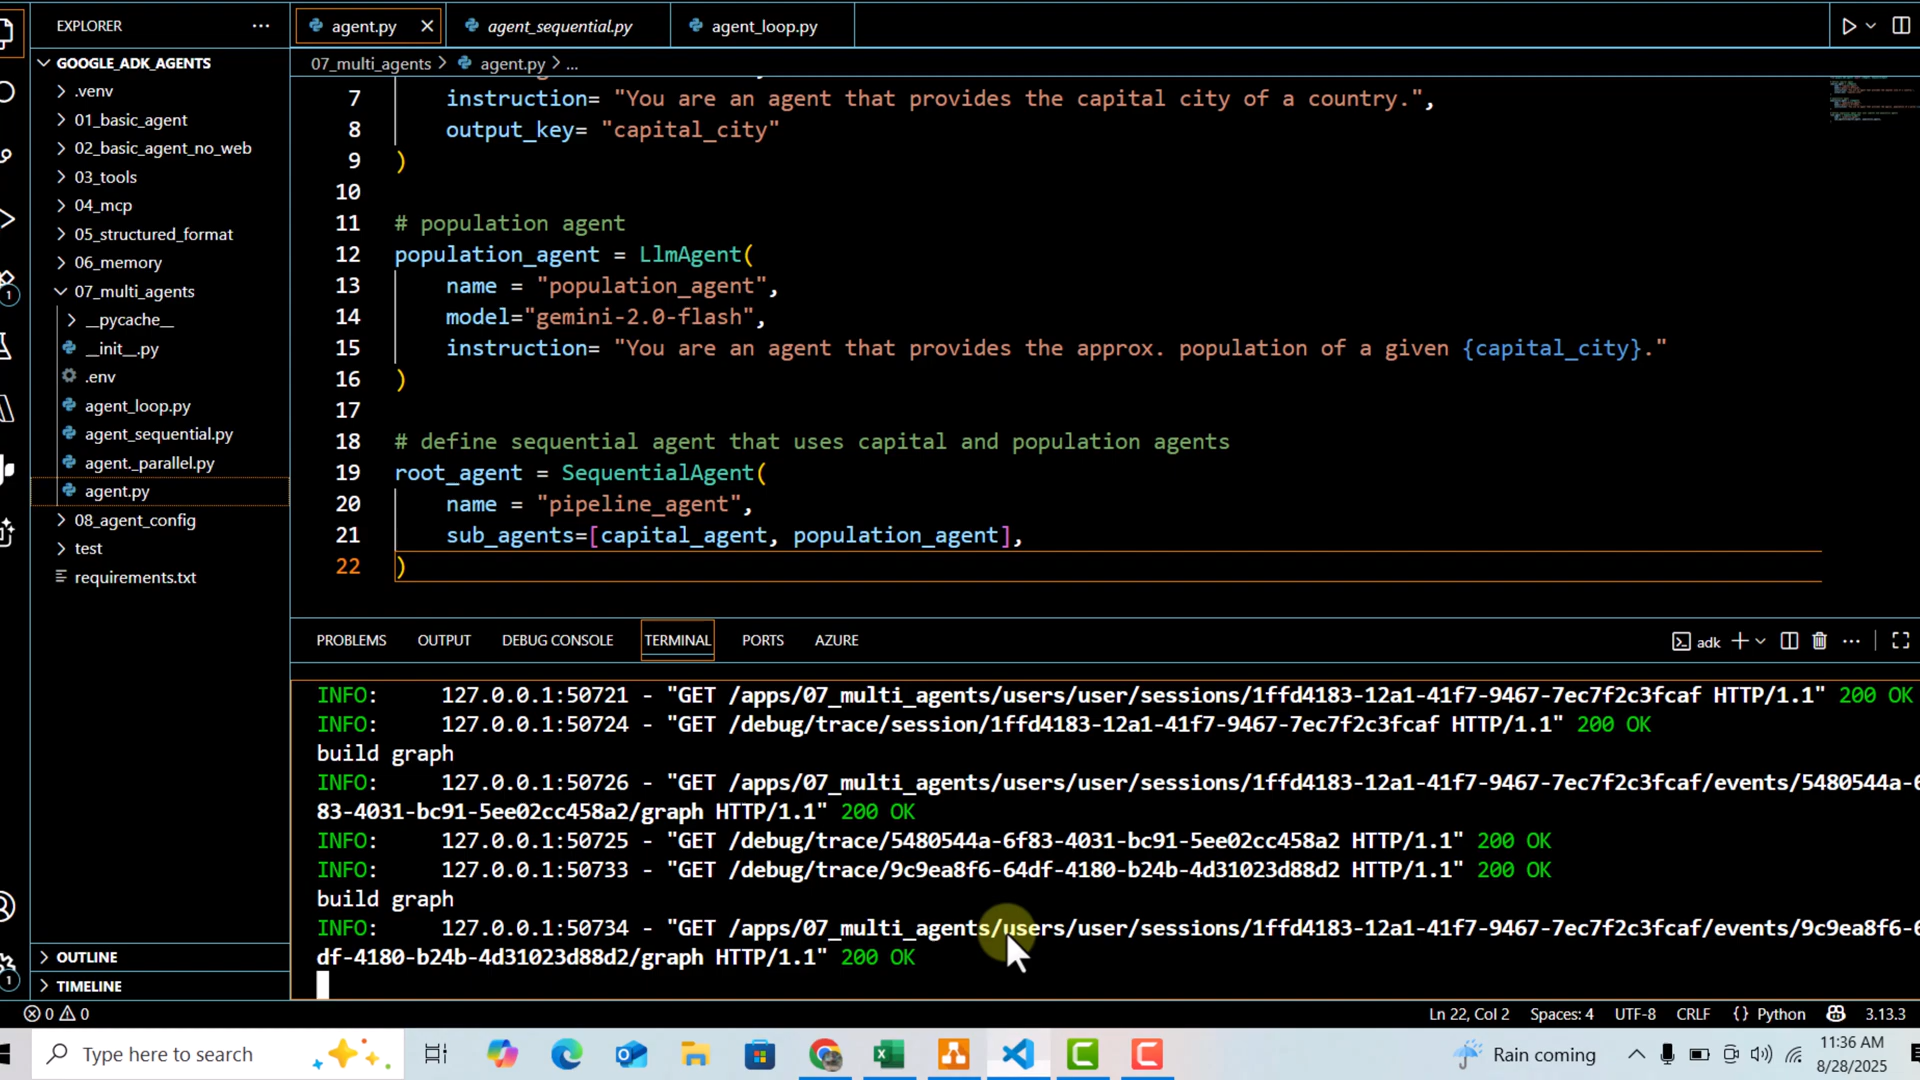 EXPLORER
agent.py
agent_sequential.py
agent_loop.py
GOOGLE_ADK_AGENTS
07_multi_agents > agent.py > ...
.venv
01_basic_agent
02_basic_agent_no_web
03_tools
04_mcp
05_structured_format
06_memory
07_multi_agents
__pycache__
__init__.py
.env
agent_loop.py
agent_sequential.py
agent._parallel.py
agent.py
08_agent_config
test
requirements.txt
OUTLINE
TIMELINE
7 instruction= "You are an agent that provides the capital city of a country.",
8 output_key= "capital_city"
9 )
10
11 # population agent
12 population_agent = LlmAgent(
13 name = "population_agent",
14 model="gemini-2.0-flash",
15 instruction= "You are an agent that provides the approx. population of a given {capital_city}."
16 )
17
18 # define sequential agent that uses capital and population agents
19 root_agent = SequentialAgent(
20 name = "pipeline_agent",
21 sub_agents=[capital_agent, population_agent],
22 )
PROBLEMS OUTPUT DEBUG CONSOLE TERMINAL PORTS AZURE
adk
INFO: 127.0.0.1:50721 - "GET /apps/07_multi_agents/users/user/sessions/1ffd4183-12a1-41f7-9467-7ec7f2c3fcaf HTTP/1.1" 200 OK
INFO: 127.0.0.1:50724 - "GET /debug/trace/session/1ffd4183-12a1-41f7-9467-7ec7f2c3fcaf HTTP/1.1" 200 OK
build graph
INFO: 127.0.0.1:50726 - "GET /apps/07_multi_agents/users/user/sessions/1ffd4183-12a1-41f7-9467-7ec7f2c3fcaf/events/5480544a-6
83-4031-bc91-5ee02cc458a2/graph HTTP/1.1" 200 OK
INFO: 127.0.0.1:50725 - "GET /debug/trace/5480544a-6f83-4031-bc91-5ee02cc458a2 HTTP/1.1" 200 OK
INFO: 127.0.0.1:50733 - "GET /debug/trace/9c9ea8f6-64df-4180-b24b-4d31023d88d2 HTTP/1.1" 200 OK
build graph
INFO: 127.0.0.1:50734 - "GET /apps/07_multi_agents/users/user/sessions/1ffd4183-12a1-41f7-9467-7ec7f2c3fcaf/events/9c9ea8f6-6
df-4180-b24b-4d31023d88d2/graph HTTP/1.1" 200 OK
0 0
Ln 22, Col 2 Spaces: 4 UTF-8 CRLF {} Python 3.13.3
Type here to search
Rain coming
11:36 AM
8/28/2025